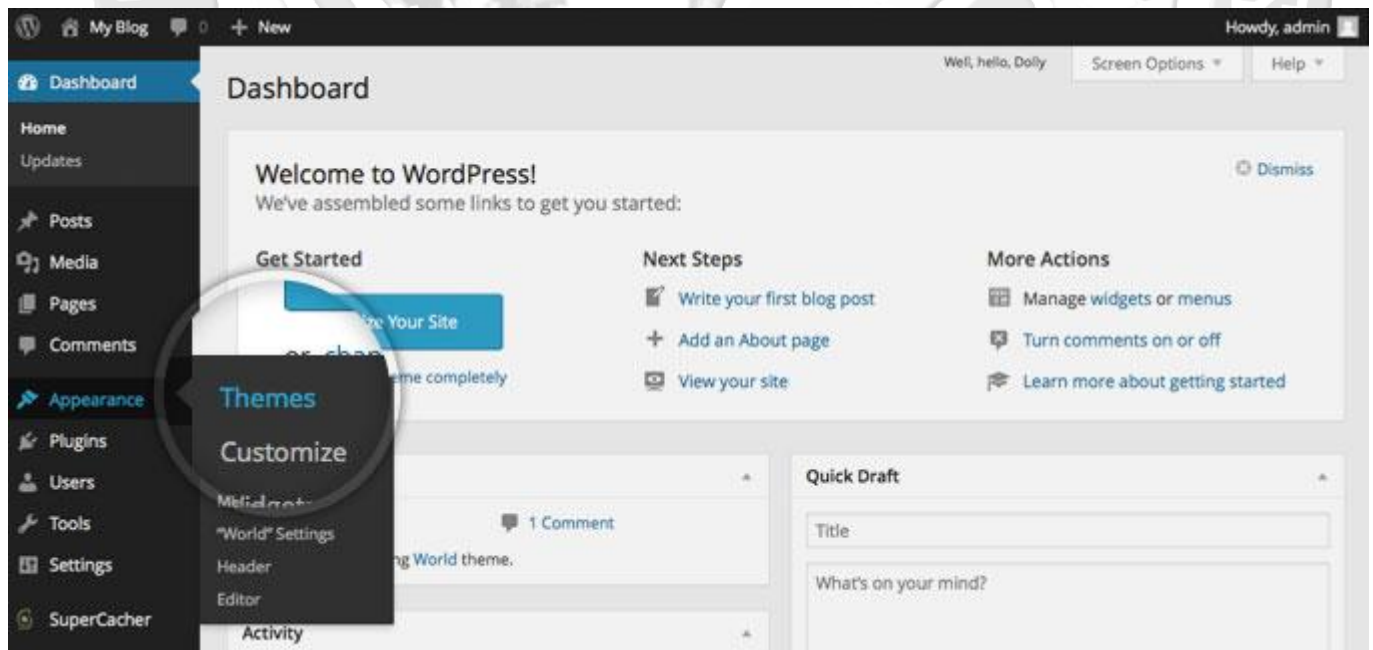 My Blog 0 + New Howdy, admin
Dashboard
Home
Updates
Posts
Media
Pages
Comments
Appearance
Plugins
Users
Tools
Settings
SuperCacher
Themes
Customize
"World" Settings
Header
Editor
Well, hello, Dolly Screen Options Help
Dashboard
Welcome to WordPress! Dismiss
We've assembled some links to get you started:
Get Started
Your Site
or
completely
Next Steps
Write your first blog post
Add an About page
View your site
More Actions
Manage widgets or menus
Turn comments on or off
Learn more about getting started
1 Comment
World theme.
Activity
Quick Draft
Title
What's on your mind?